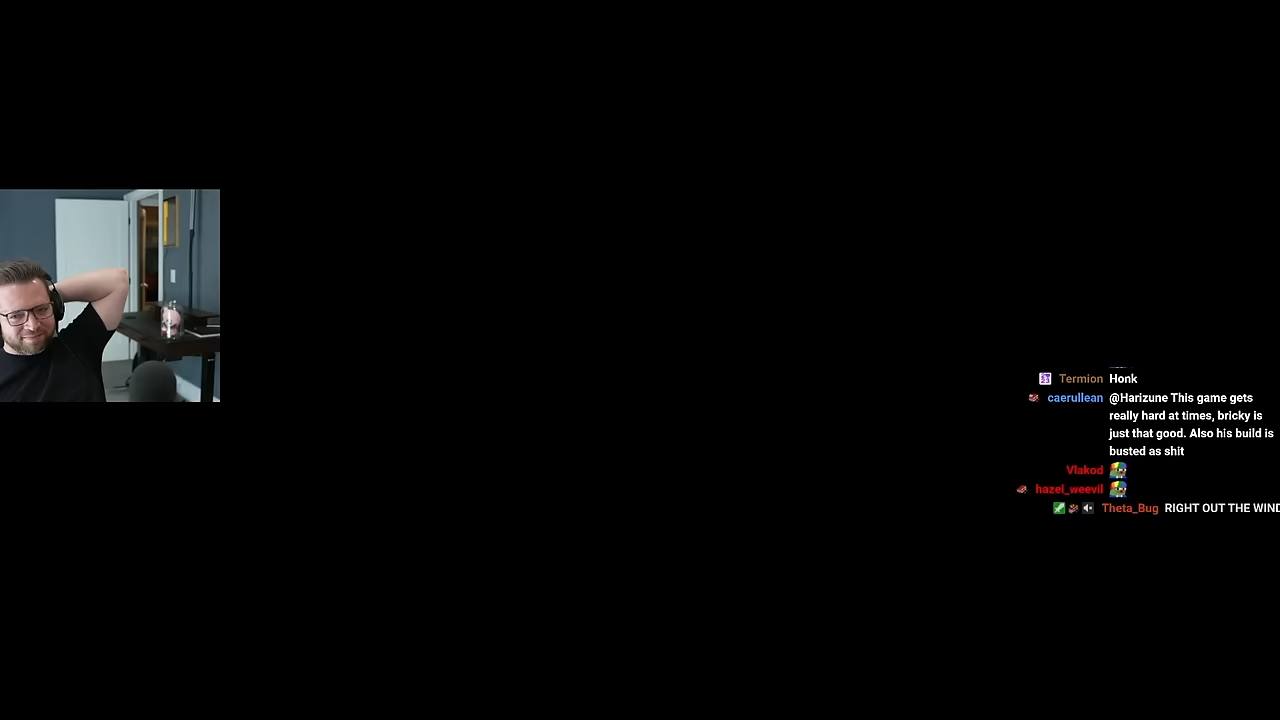 Termion Honk
caerullean @Harizune This game gets
really hard at times, bricky is
just that good. Also his build is
busted as shit
Vlakod
hazel_weevil
Theta_Bug RIGHT OUT THE WIND